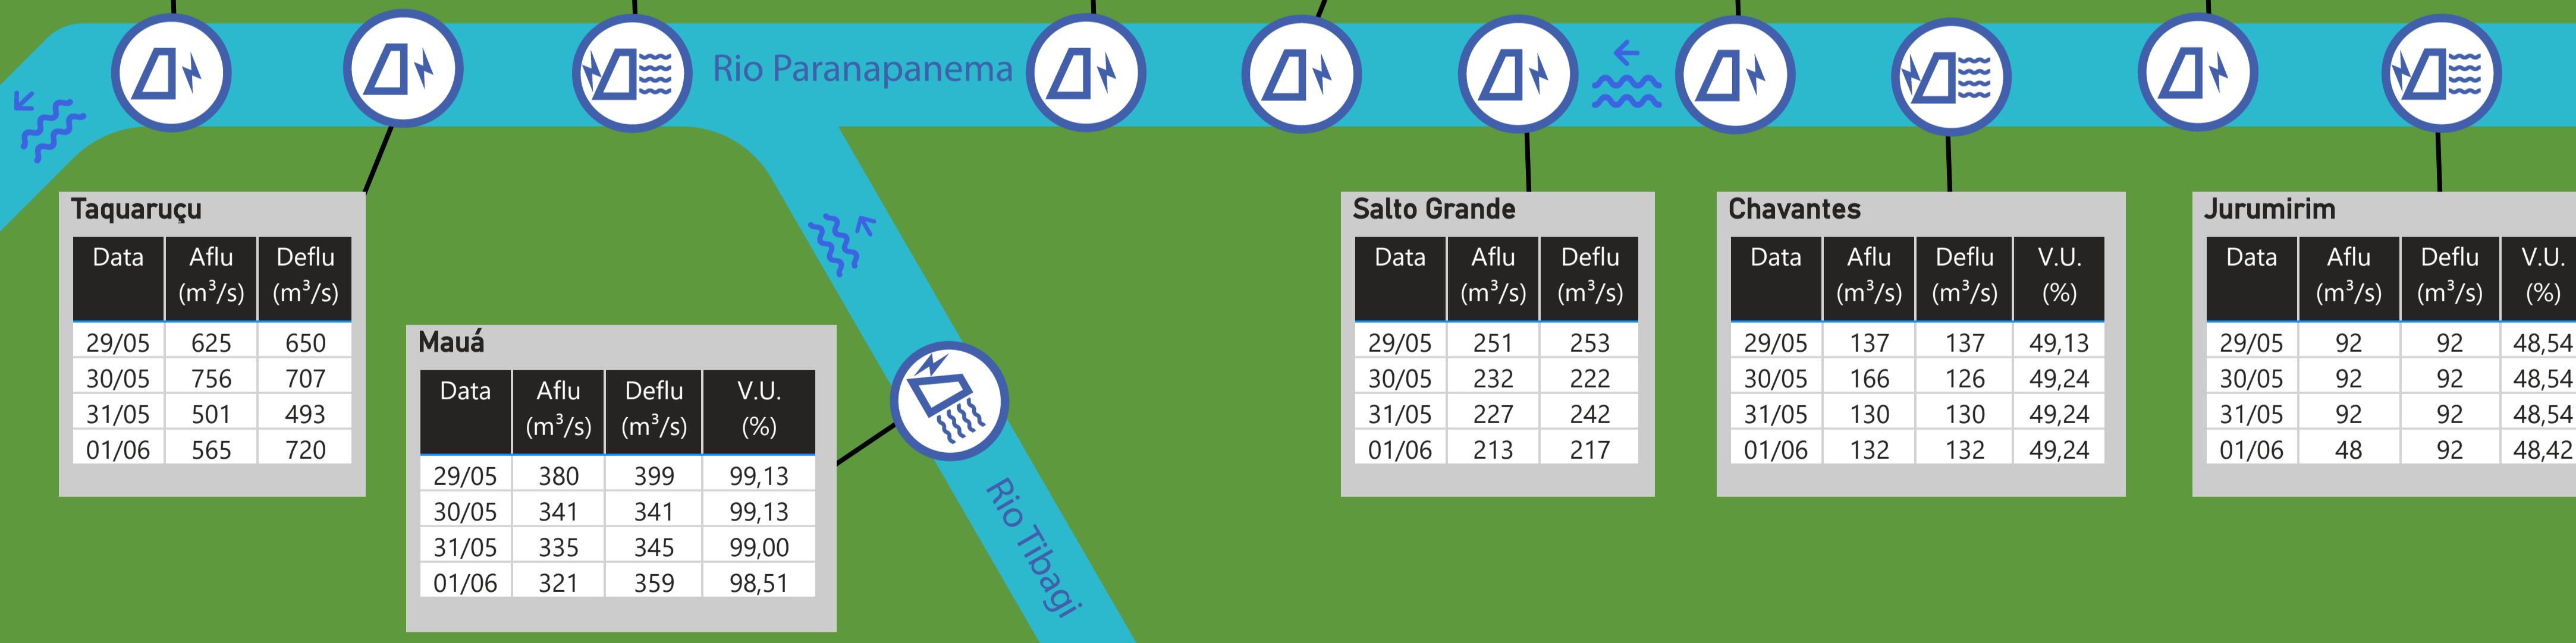 Rio Paranapanema
Taquaruçu
Data Aflu (m³/s) Deflu (m³/s)
29/05 625 650
30/05 756 707
31/05 501 493
01/06 565 720
Mauá
Data Aflu (m³/s) Deflu (m³/s) V.U. (%)
29/05 380 399 99,13
30/05 341 341 99,13
31/05 335 345 99,00
01/06 321 359 98,51
Rio Tibagi
Salto Grande
Data Aflu (m³/s) Deflu (m³/s)
29/05 251 253
30/05 232 222
31/05 227 242
01/06 213 217
Chavantes
Data Aflu (m³/s) Deflu (m³/s) V.U. (%)
29/05 137 137 49,13
30/05 166 126 49,24
31/05 130 130 49,24
01/06 132 132 49,24
Jurumirim
Data Aflu (m³/s) Deflu (m³/s) V.U. (%)
29/05 92 92 48,54
30/05 92 92 48,54
31/05 92 92 48,54
01/06 48 92 48,42